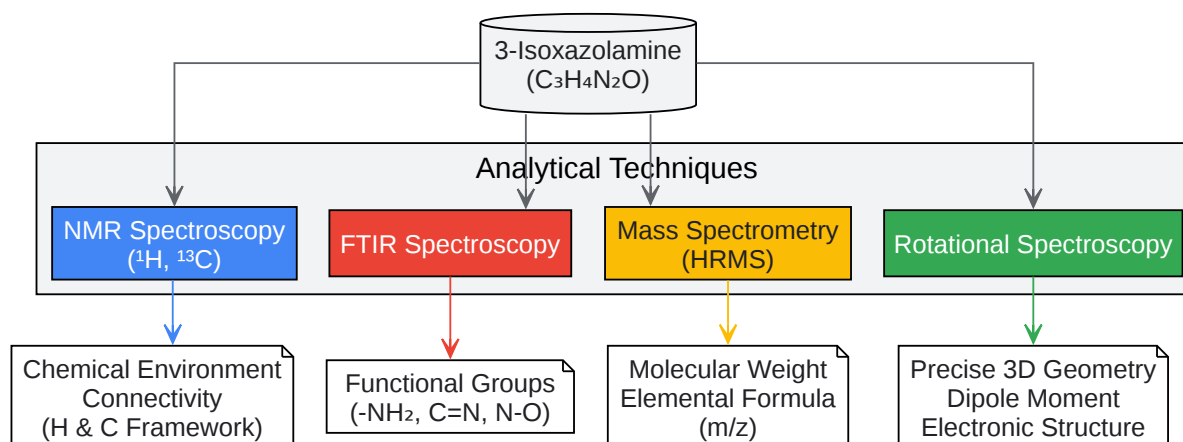 3-Isoxazolamine
(C₃H₄N₂O)
Analytical Techniques
NMR Spectroscopy
(¹H, ¹³C)
FTIR Spectroscopy
Mass Spectrometry
(HRMS)
Rotational Spectroscopy
Chemical Environment
Connectivity
(H & C Framework)
Functional Groups
(-NH₂, C=N, N-O)
Molecular Weight
Elemental Formula
(m/z)
Precise 3D Geometry
Dipole Moment
Electronic Structure